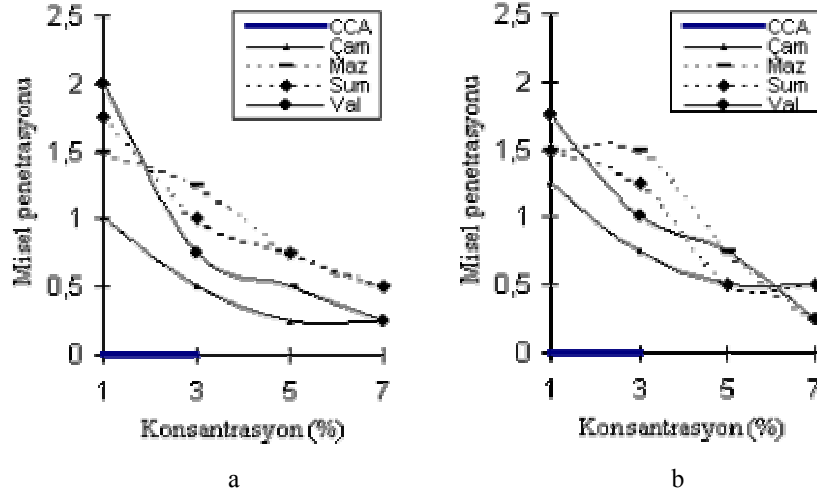 2,5
2
1,5
1
0,5
0
Misel penetrasyonu
CCA
Çam
Maz
Sum
Val
1 3 5 7
Konsantrasyon (%)
a
2,5
2
1,5
1
0,5
0
Misel penetrasyonu
CCA
Çam
Maz
Sum
Val
1 3 5 7
Konsantrasyon (%)
b